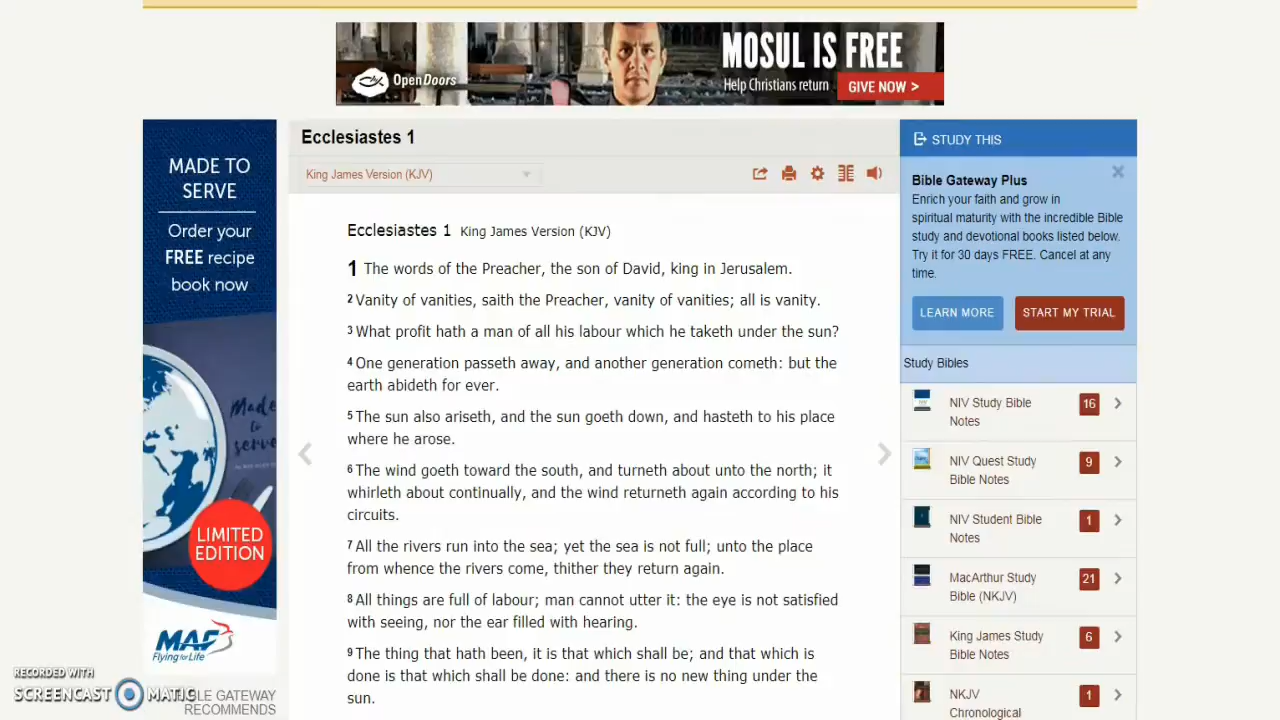 OpenDoors
MOSUL IS FREE
Help Christians return
GIVE NOW >
MADE TO
SERVE
Order your
FREE recipe
book now
Made
to
serve
LIMITED
EDITION
MAF
Flying for Life
BLE GATEWAY
RECOMMENDS
Ecclesiastes 1
King James Version (KJV)
Ecclesiastes 1 King James Version (KJV)
1 The words of the Preacher, the son of David, king in Jerusalem.
2 Vanity of vanities, saith the Preacher, vanity of vanities; all is vanity.
3 What profit hath a man of all his labour which he taketh under the sun?
4 One generation passeth away, and another generation cometh: but the
earth abideth for ever.
5 The sun also ariseth, and the sun goeth down, and hasteth to his place
where he arose.
6 The wind goeth toward the south, and turneth about unto the north; it
whirleth about continually, and the wind returneth again according to his
circuits.
7 All the rivers run into the sea; yet the sea is not full; unto the place
from whence the rivers come, thither they return again.
8 All things are full of labour; man cannot utter it: the eye is not satisfied
with seeing, nor the ear filled with hearing.
9 The thing that hath been, it is that which shall be; and that which is
done is that which shall be done: and there is no new thing under the
sun.
STUDY THIS
Bible Gateway Plus
Enrich your faith and grow in
spiritual maturity with the incredible Bible
study and devotional books listed below.
Try it for 30 days FREE. Cancel at any
time.
LEARN MORE
START MY TRIAL
Study Bibles
NIV Study Bible 16
Notes
NIV Quest Study 9
Bible Notes
NIV Student Bible 1
Notes
MacArthur Study 21
Bible (NKJV)
King James Study 6
Bible Notes
NKJV 1
Chronological
RECORDED WITH
SCREENCAST MATIC